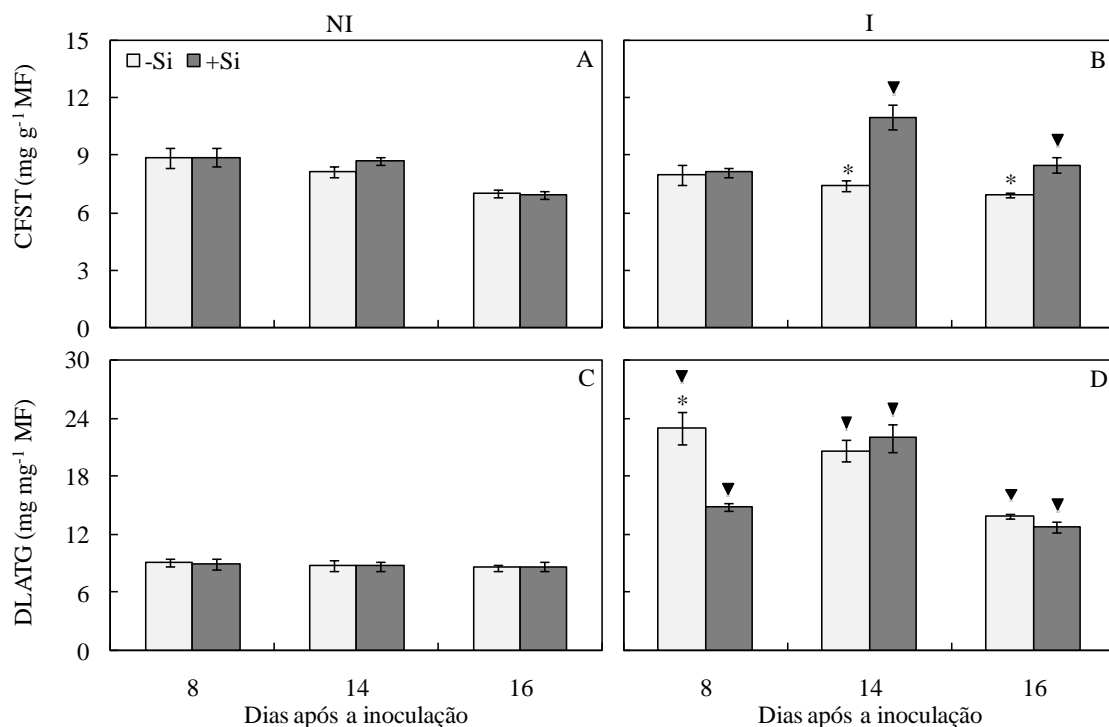 NI
I
15
12
9
6
3
0
CFST (mg g-1 MF)
-Si
+Si
A
B
*
*
30
24
18
12
6
0
DLATG (mg mg-1 MF)
C
D
*
8
14
16
8
14
16
Dias após a inoculação
Dias após a inoculação